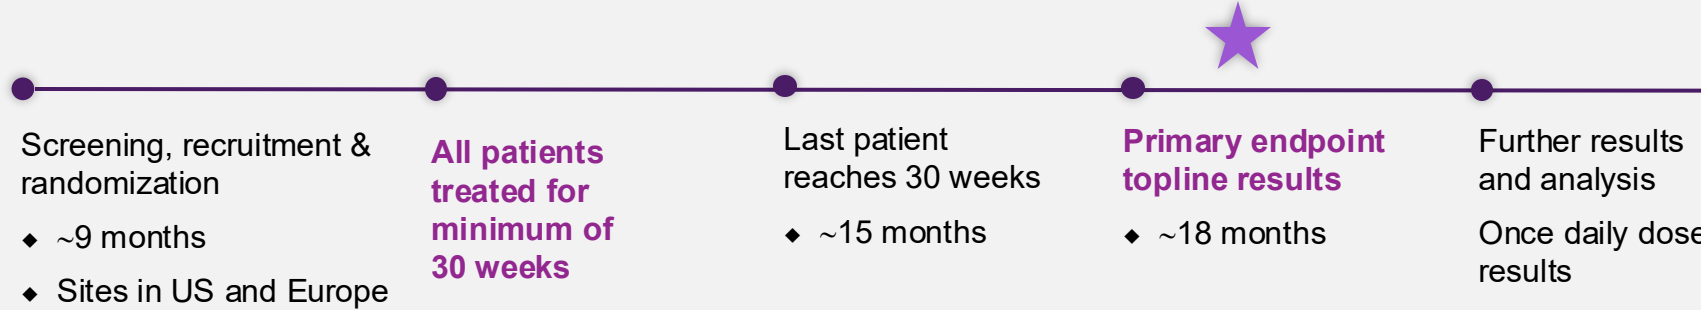 Screening, recruitment &
randomization
◆ ~9 months
◆ Sites in US and Europe
All patients
treated for
minimum of
30 weeks
Last patient
reaches 30 weeks
◆ ~15 months
Primary endpoint
topline results
◆ ~18 months
Further results
and analysis
Once daily dose
results